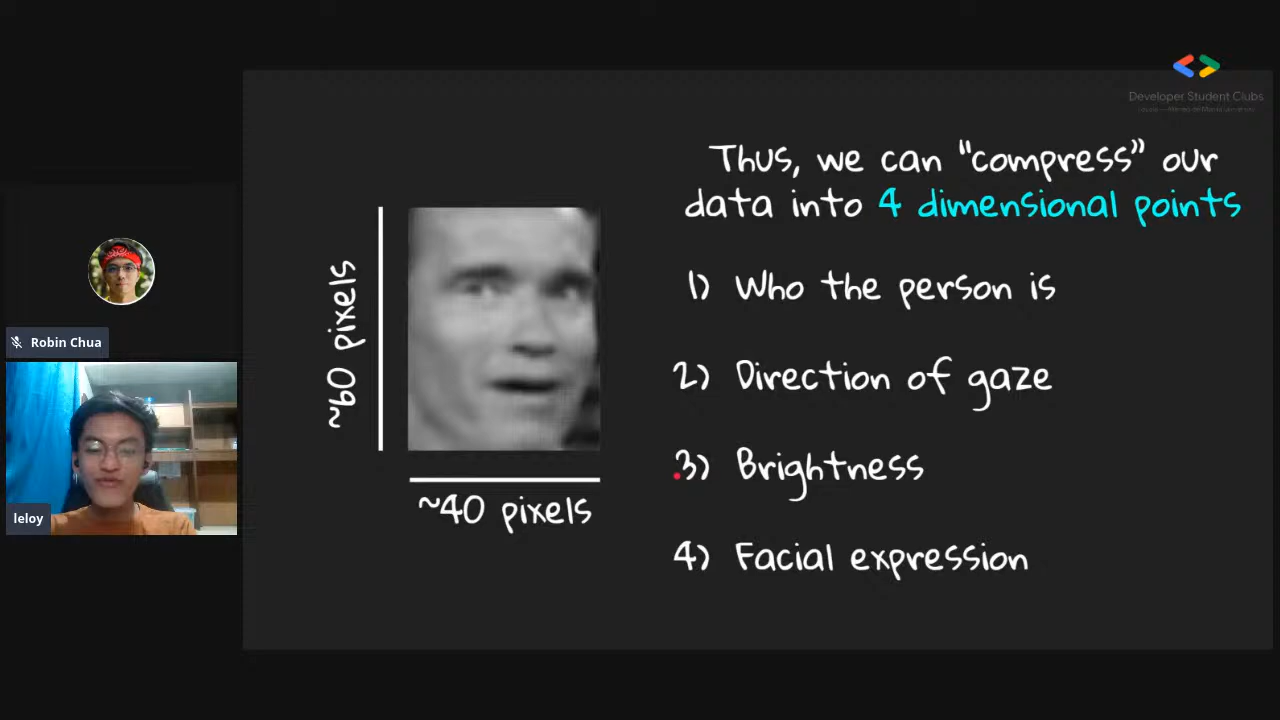 Developer Student Clubs
Thus, we can "compress" our
data into 4 dimensional points
~60 pixels
~40 pixels
1) Who the person is
2) Direction of gaze
3) Brightness
4) Facial expression
Robin Chua
leloy